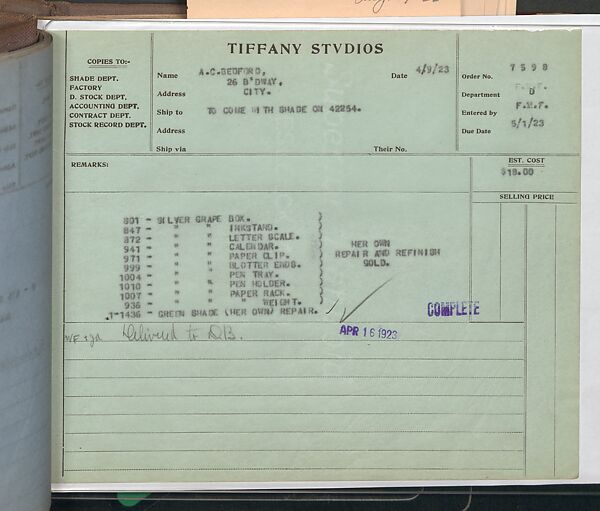 TIFFANY STVDIOS
COPIES TO:-
SHADE DEPT.
FACTORY
D. STOCK DEPT,
ACCOUNTING DEPT.
CONTRACT DEPT.
STOCK RECORD DEPT.
Name A.C.BEDFORD,
Address 26 B'DWAY.
CITY.
Ship to TO COME WITH SHADE ON 42254.
Address
Ship via Their No.
Date 4/9/23
Order No. 7598
Department D
Entered by F.M.F.
Due Date 5/1/23
REMARKS:
EST. COST
$18.00
SELLING PRICE
801 - SILVER GRAPE BOX.
847 - " " INKSTAND.
872 - " " LETTER SCALE.
941 - " " CALENDAR.
971 - " " PAPER CLIP.
999 - " " BLOTTER ENDS.
1004 - " " PEN TRAY.
1010 - " " PEN HOLDER.
1007 - " " PAPER RACK.
936 - " " " WEIGHT.
.1-1436 - GREEN SHADE (HER OWN) REPAIR.
HER OWN
REPAIR AND REFINISH
GOLD.
COMPLETE
APR 16 1923
Delivered to D.B.